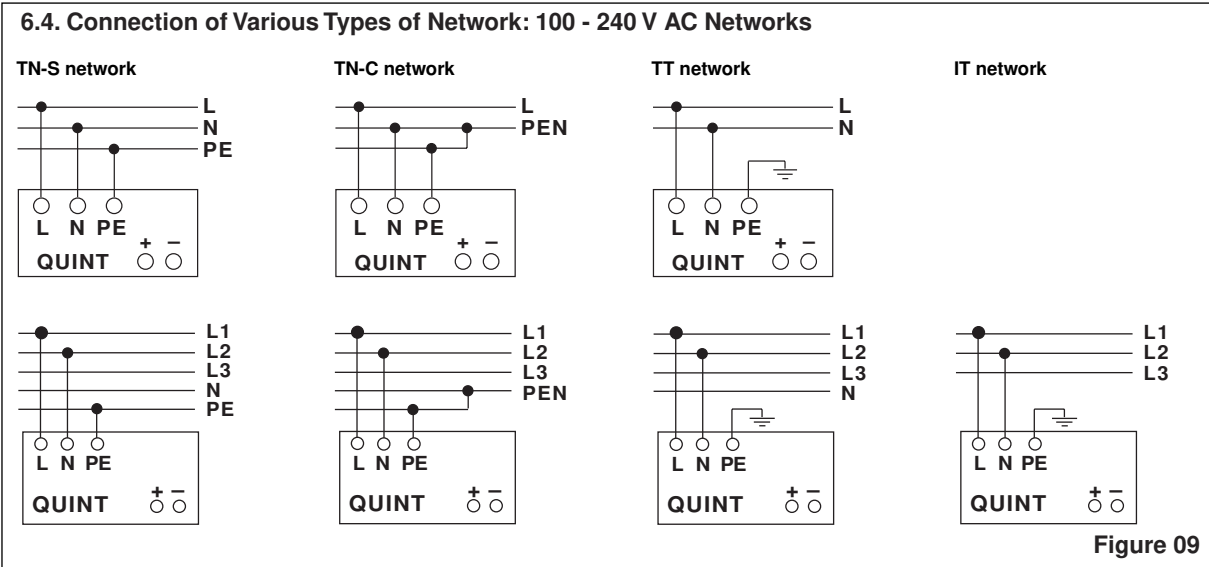 6.4. Connection of Various Types of Network: 100 - 240 V AC Networks
TN-S network
TN-C network
TT network
IT network
L
N
PE
L N PE
+ –
QUINT
L
PEN
L N PE
+ –
QUINT
L
N
L N PE
+ –
QUINT
L1
L2
L3
N
PE
L N PE
+ –
QUINT
L1
L2
L3
PEN
L N PE
+ –
QUINT
L1
L2
L3
N
L N PE
+ –
QUINT
L1
L2
L3
L N PE
+ –
QUINT
Figure 09